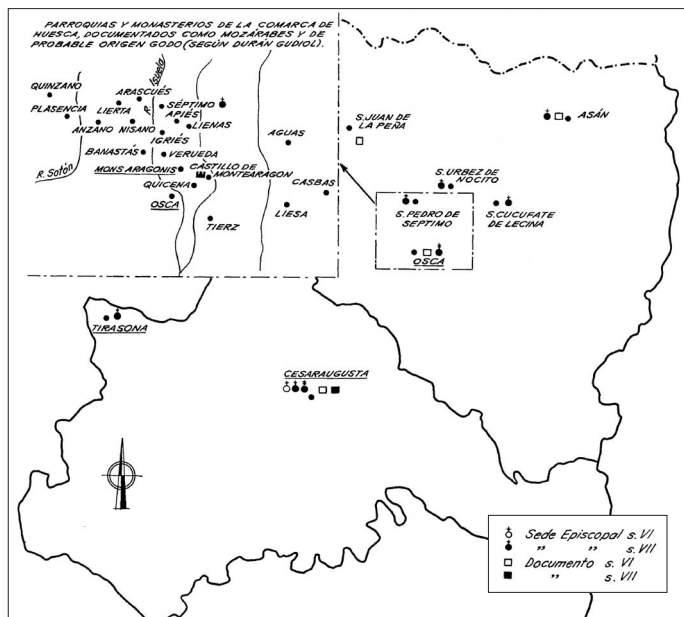 PARROQUIAS Y MONASTERIOS DE LA COMARCA DE
HUESCA, DOCUMENTADOS COMO MOZÁRABES Y DE
PROBABLE ORIGEN GODO (SEGÚN DURÁN GUDIOL).
QUINZANO
ARASCUÉS
R. Isuela
PLASENCIA
LIERTA
SÉPTIMO
APIÉS
ANZANO
NISANO
LIENAS
IGRIÉS
AGUAS
BANASTÁS
VERUEDA
R. Sotón
MONS ARAGONIS
CASTILLO DE
MONTEARAGON
QUICENA
CASBAS
OSCA
LIESA
TIERZ
S. JUAN DE
LA PEÑA
ASÁN
S. URBEZ DE
NOCITO
S. PEDRO DE
SEPTIMO
S. CUCUFATE
DE LECINA
OSCA
TIRASONA
CESARAUGUSTA
Sede Episcopal s. VI
" " s. VII
Documento s. VI
" s. VII